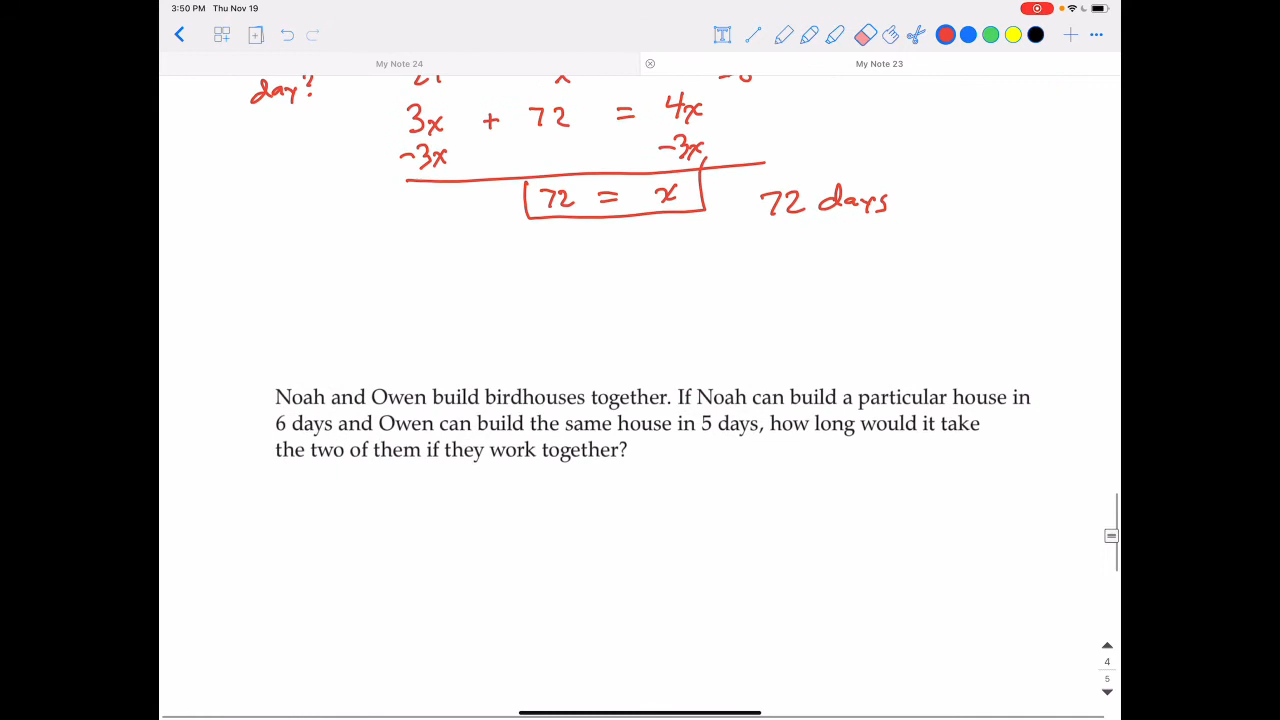 3:50 PM Thu Nov 19
My Note 24
My Note 23
day?
3x + 72 = 4x
-3x -3x
72 = x 72 days
Noah and Owen build birdhouses together. If Noah can build a particular house in
6 days and Owen can build the same house in 5 days, how long would it take
the two of them if they work together?
4
5